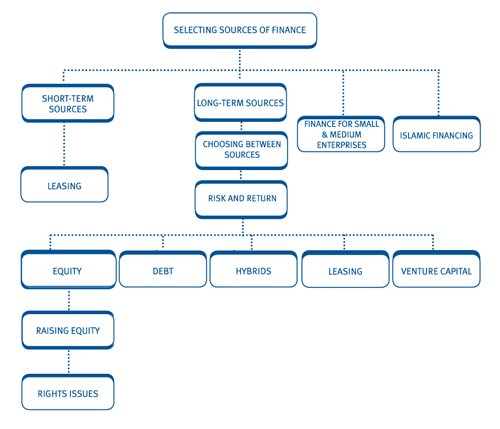 SELECTING SOURCES OF FINANCE
SHORT-TERM
SOURCES
LONG-TERM SOURCES
FINANCE FOR SMALL
& MEDIUM
ENTERPRISES
ISLAMIC FINANCING
CHOOSING BETWEEN
SOURCES
LEASING
RISK AND RETURN
EQUITY
DEBT
HYBRIDS
LEASING
VENTURE CAPITAL
RAISING EQUITY
RIGHTS ISSUES